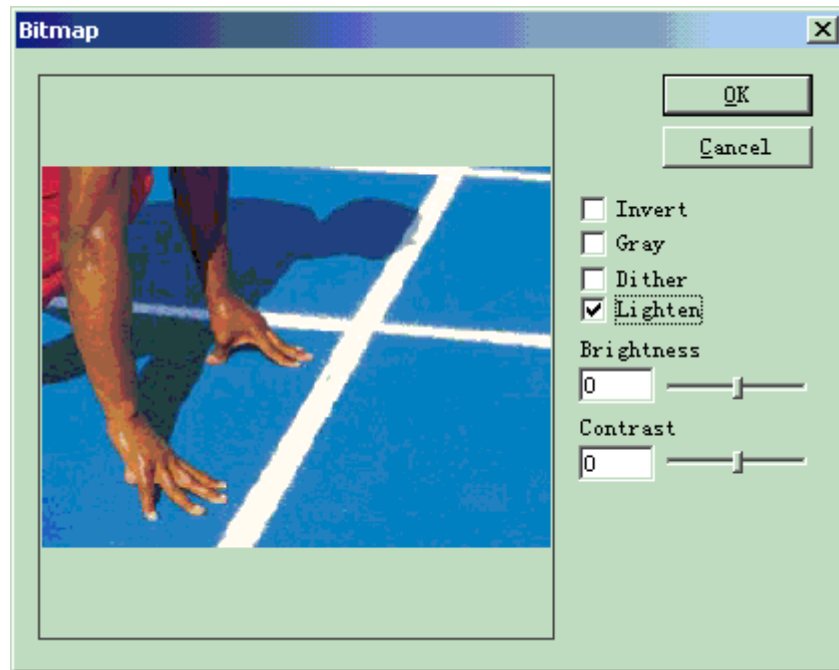 Bitmap
OK
Cancel
Invert
Gray
Dither
Lighten
Brightness
0
Contrast
0